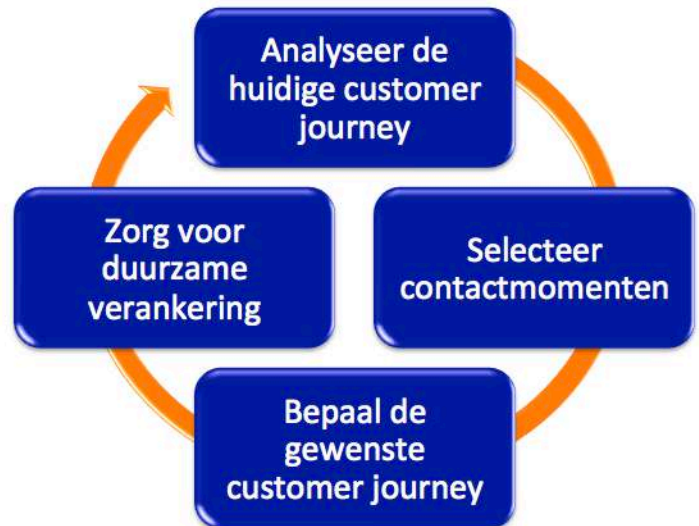 Analyseer de
huidige customer
journey
Selecteer
contactmomenten
Bepaal de
gewenste
customer journey
Zorg voor
duurzame
verankering